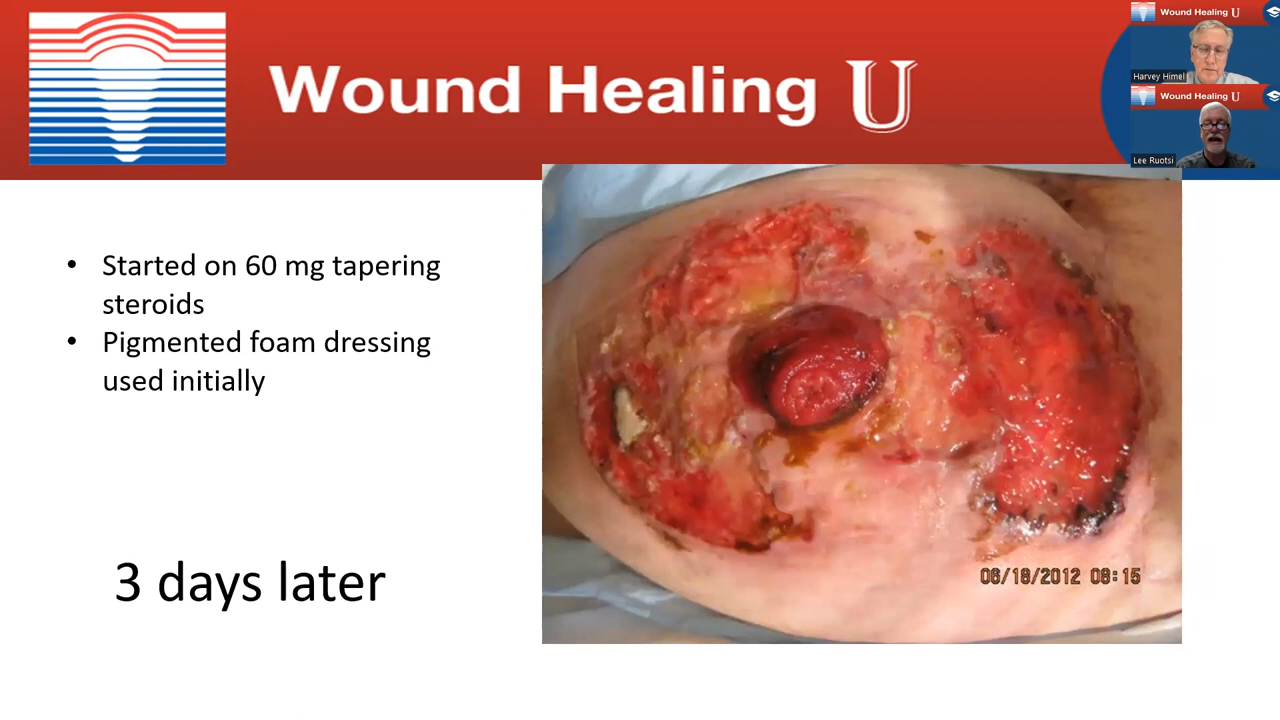 Wound Healing U
Wound Healing U
Harvey Himel
Wound Healing U
Lee Ruotsi
• Started on 60 mg tapering
steroids
• Pigmented foam dressing
used initially
3 days later
06/18/2012 08:15